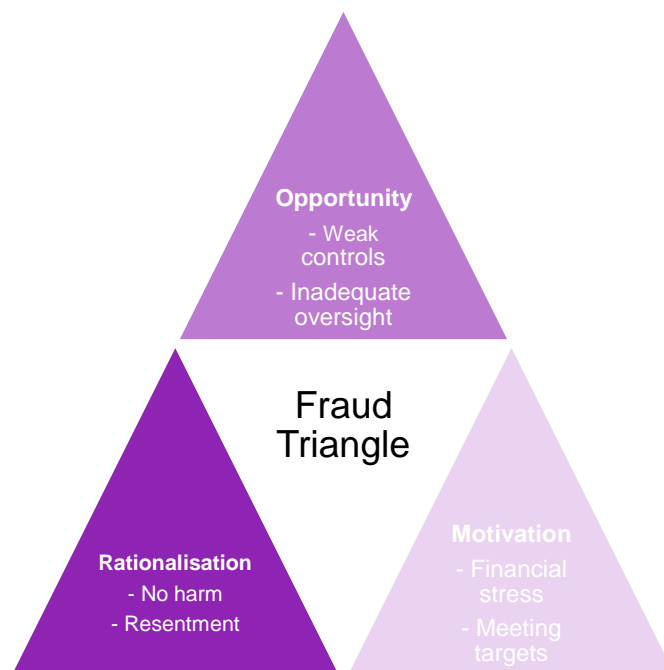 Opportunity
- Weak
controls
- Inadequate
oversight
Fraud
Triangle
Rationalisation
- No harm
- Resentment
Motivation
- Financial
stress
- Meeting
targets